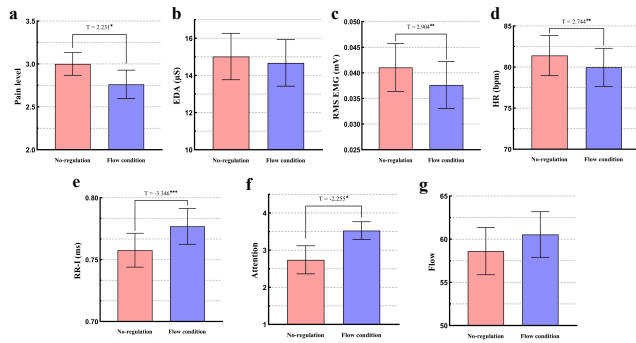 a
T = 2.231*
Pain level
3.5
3.0
2.5
2.0
No-regulation
Flow condition
b
EDA (μS)
18
16
14
12
10
No-regulation
Flow condition
c
T = 2.904**
RMS EMG (mV)
0.050
0.045
0.040
0.035
0.030
0.025
No-regulation
Flow condition
d
T = 2.744**
HR (bpm)
85
80
75
70
No-regulation
Flow condition
e
T = -3.346***
RR-I (ms)
0.80
0.75
0.70
No-regulation
Flow condition
f
T = -2.255*
Attention
5
4
3
2
1
No-regulation
Flow condition
g
Flow
65
60
55
50
No-regulation
Flow condition